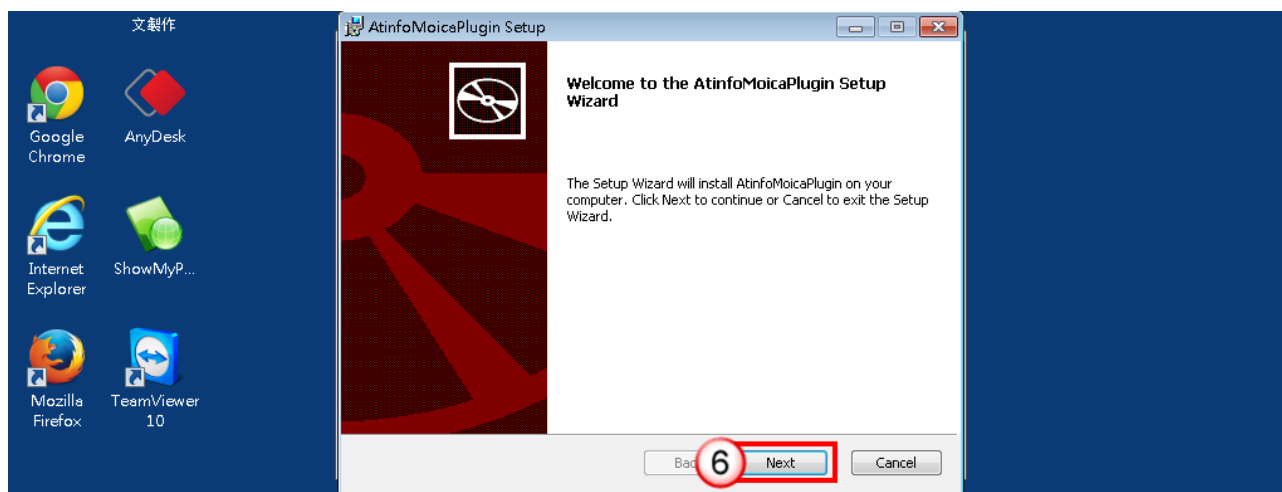 文製作
Google
Chrome
AnyDesk
Internet
Explorer
ShowMyP...
Mozilla
Firefox
TeamViewer
10
AtinfoMoicaPlugin Setup
Welcome to the AtinfoMoicaPlugin Setup
Wizard
The Setup Wizard will install AtinfoMoicaPlugin on your
computer. Click Next to continue or Cancel to exit the Setup
Wizard.
6
Next
Cancel